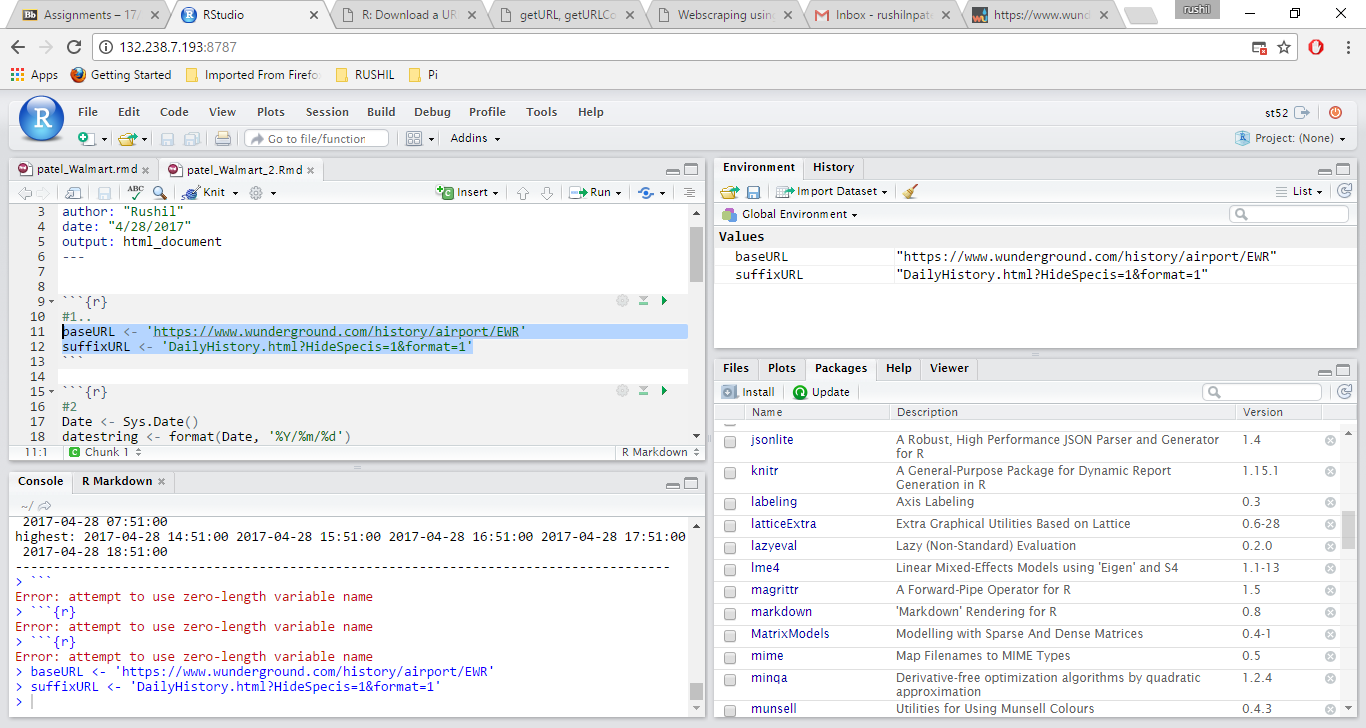 Assignments – 17/
RStudio
R: Download a UR
getURL, getURLCo
Webscraping using
Inbox - rushilnpate
https://www.wund
rushil
132.238.7.193:8787
Apps
Getting Started
Imported From Firefo
RUSHIL
Pi
File Edit Code View Plots Session Build Debug Profile Tools Help
st52
Go to file/function
Addins
Project: (None)
patel_Walmart.rmd
patel_Walmart_2.Rmd
ABC
Knit
Insert
Run
3 author: "Rushil"
4 date: "4/28/2017"
5 output: html_document
6 ---
7
8
9 ```{r}
10 #1..
11 baseURL <- 'https://www.wunderground.com/history/airport/EWR'
12 suffixURL <- 'DailyHistory.html?HideSpecis=1&format=1'
13 ```
14
15 ```{r}
16 #2
17 Date <- Sys.Date()
18 datestring <- format(Date, '%Y/%m/%d')
11:1
Chunk 1
R Markdown
Console
R Markdown
~/
2017-04-28 07:51:00
highest: 2017-04-28 14:51:00 2017-04-28 15:51:00 2017-04-28 16:51:00 2017-04-28 17:51:00
2017-04-28 18:51:00
--------------------------------------------------------------------------------
> ```
Error: attempt to use zero-length variable name
> ```{r}
Error: attempt to use zero-length variable name
> ```{r}
Error: attempt to use zero-length variable name
> baseURL <- 'https://www.wunderground.com/history/airport/EWR'
> suffixURL <- 'DailyHistory.html?HideSpecis=1&format=1'
>
Environment History
Import Dataset
List
Global Environment
Values
baseURL "https://www.wunderground.com/history/airport/EWR"
suffixURL "DailyHistory.html?HideSpecis=1&format=1"
Files Plots Packages Help Viewer
Install
Update
Name Description Version
jsonlite A Robust, High Performance JSON Parser and Generator 1.4
for R
knitr A General-Purpose Package for Dynamic Report 1.15.1
Generation in R
labeling Axis Labeling 0.3
latticeExtra Extra Graphical Utilities Based on Lattice 0.6-28
lazyeval Lazy (Non-Standard) Evaluation 0.2.0
lme4 Linear Mixed-Effects Models using 'Eigen' and S4 1.1-13
magrittr A Forward-Pipe Operator for R 1.5
markdown 'Markdown' Rendering for R 0.8
MatrixModels Modelling with Sparse And Dense Matrices 0.4-1
mime Map Filenames to MIME Types 0.5
minqa Derivative-free optimization algorithms by quadratic 1.2.4
approximation
munsell Utilities for Using Munsell Colours 0.4.3